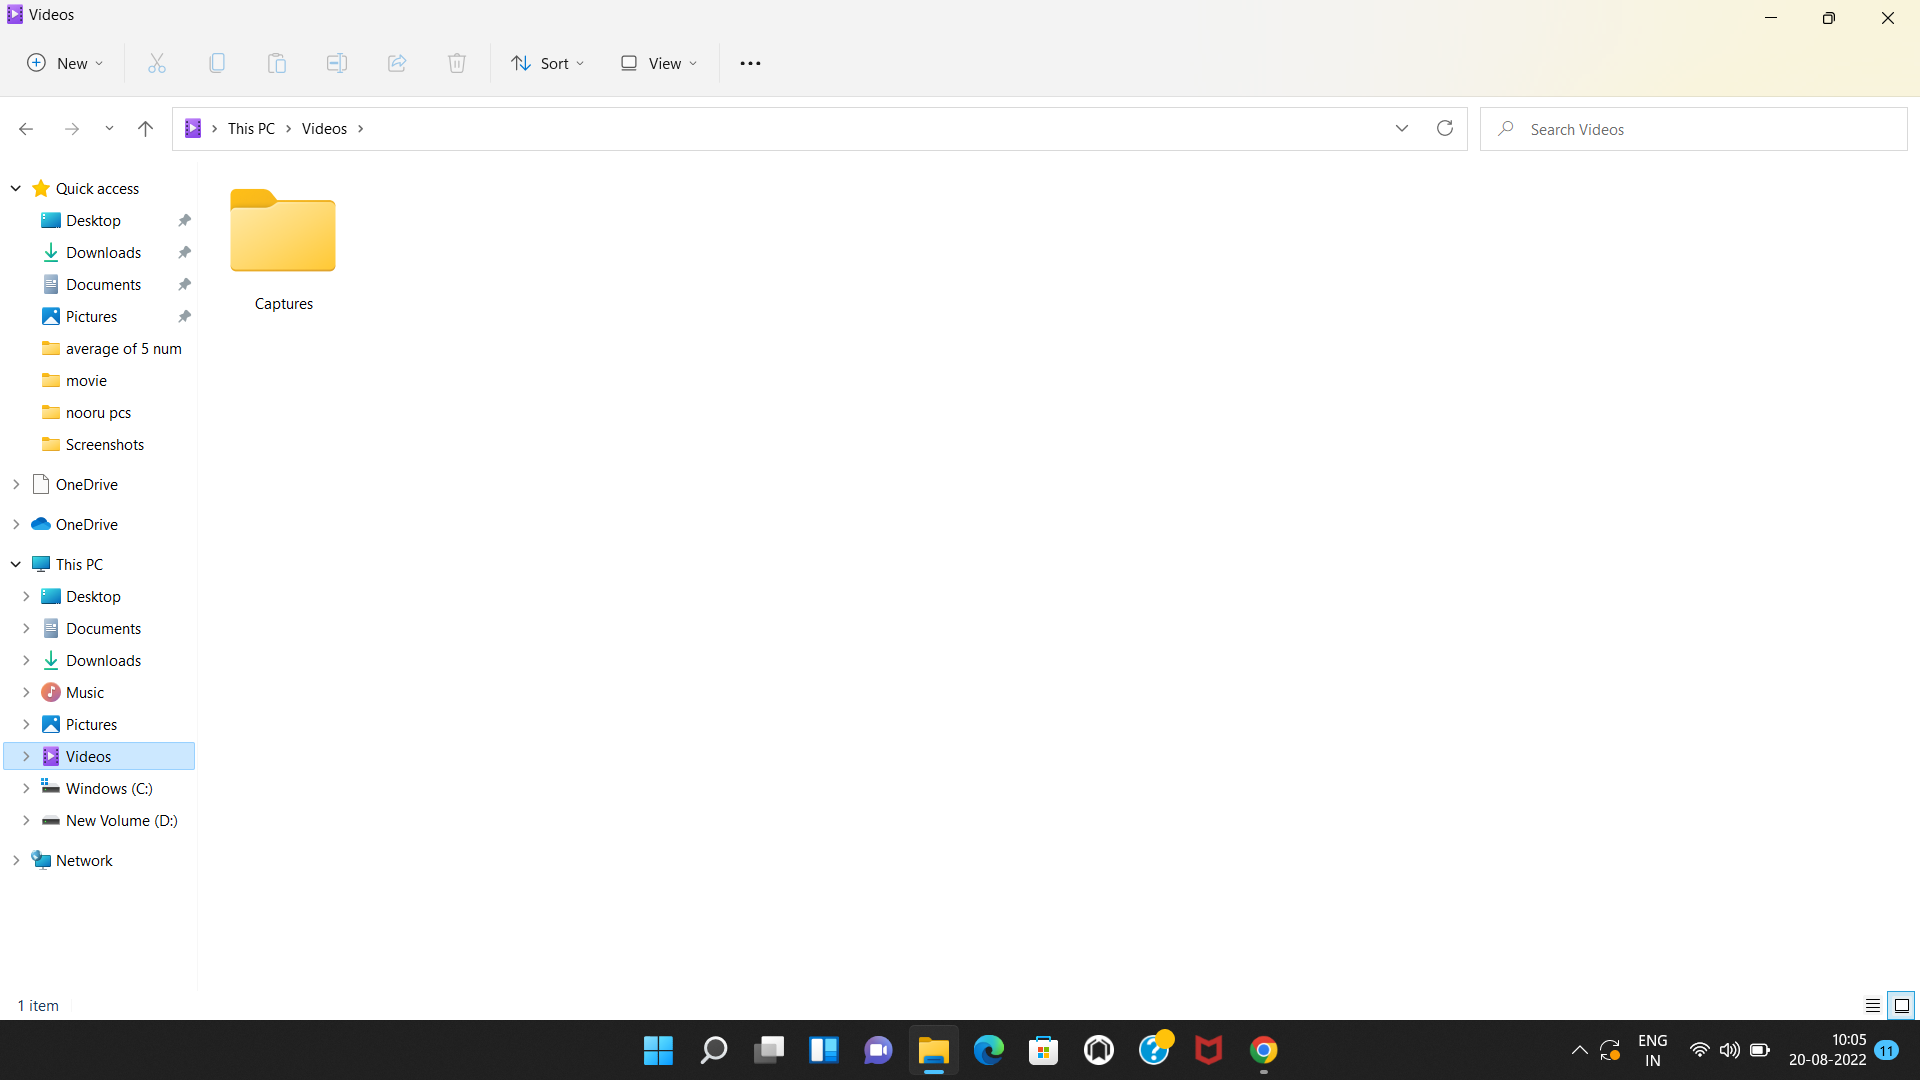 Videos
New
Sort
View
This PC
Videos
Search Videos
Quick access
Desktop
Downloads
Documents
Pictures
average of 5 num
movie
nooru pcs
Screenshots
OneDrive
OneDrive
This PC
Desktop
Documents
Downloads
Music
Pictures
Videos
Windows (C:)
New Volume (D:)
Network
Captures
1 item
ENG
IN
10:05
20-08-2022
11